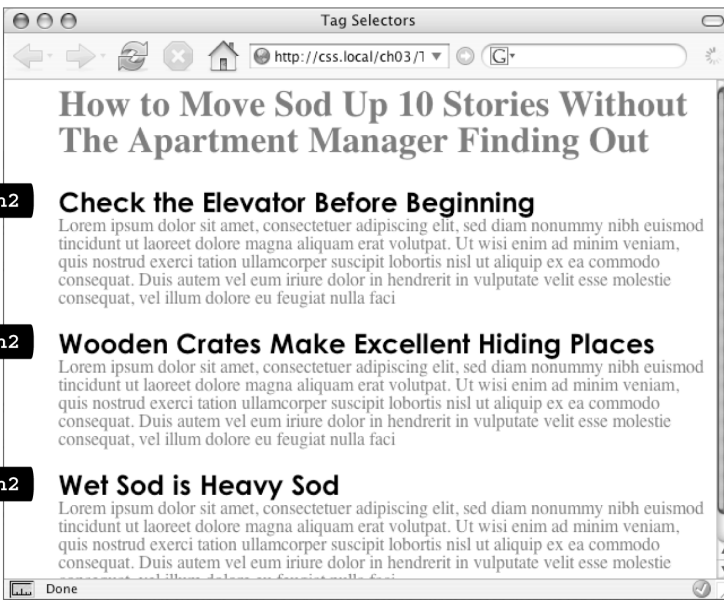 Tag Selectors
http://css.local/ch03/T
G
How to Move Sod Up 10 Stories Without
The Apartment Manager Finding Out
h2
Check the Elevator Before Beginning
Lorem ipsum dolor sit amet, consectetuer adipiscing elit, sed diam nonummy nibh euismod
tincidunt ut laoreet dolore magna aliquam erat volutpat. Ut wisi enim ad minim veniam,
quis nostrud exerci tation ullamcorper suscipit lobortis nisl ut aliquip ex ea commodo
consequat. Duis autem vel eum iriure dolor in hendrerit in vulputate velit esse molestie
consequat, vel illum dolore eu feugiat nulla faci
h2
Wooden Crates Make Excellent Hiding Places
Lorem ipsum dolor sit amet, consectetuer adipiscing elit, sed diam nonummy nibh euismod
tincidunt ut laoreet dolore magna aliquam erat volutpat. Ut wisi enim ad minim veniam,
quis nostrud exerci tation ullamcorper suscipit lobortis nisl ut aliquip ex ea commodo
consequat. Duis autem vel eum iriure dolor in hendrerit in vulputate velit esse molestie
consequat, vel illum dolore eu feugiat nulla faci
h2
Wet Sod is Heavy Sod
Lorem ipsum dolor sit amet, consectetuer adipiscing elit, sed diam nonummy nibh euismod
tincidunt ut laoreet dolore magna aliquam erat volutpat. Ut wisi enim ad minim veniam,
quis nostrud exerci tation ullamcorper suscipit lobortis nisl ut aliquip ex ea commodo
consequat. Duis autem vel eum iriure dolor in hendrerit in vulputate velit esse molestie
Done